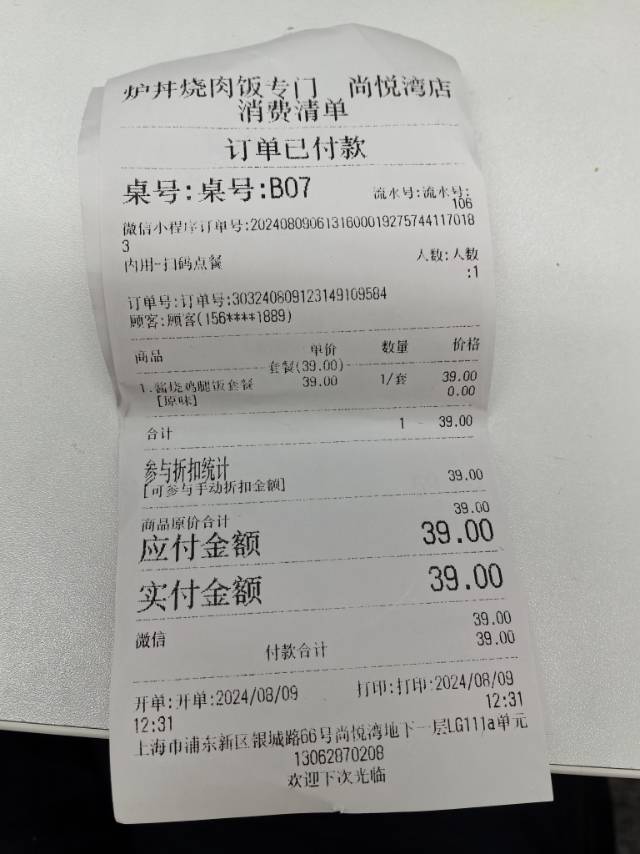 炉丼烧肉饭专门 尚悦湾店
消费清单
订单已付款
桌号:桌号:B07 流水号:流水号:
106
微信小程序订单号:2024080906131600019275744117018
3
内用-扫码点餐 人数:人数
:1
订单号:订单号:303240809123149109584
顾客:顾客(156****1889)
商品 单价 数量 价格
套餐(39.00)
1.酱烧鸡腿饭套餐 39.00 1/套 39.00
[原味] 0.00
合计 1 39.00
参与折扣统计
[可参与手动折扣金额] 39.00
商品原价合计 39.00
应付金额 39.00
实付金额 39.00
微信 39.00
付款合计 39.00
开单:开单:2024/08/09 打印:打印:2024/08/09
12:31 12:31
上海市浦东新区银城路66号尚悦湾地下一层LG111a单元
13062870208
欢迎下次光临